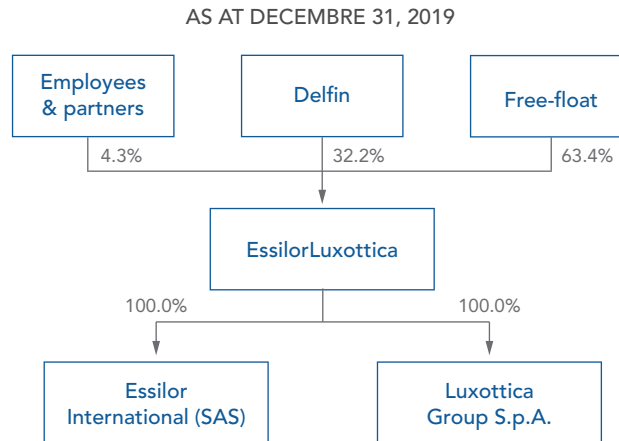 AS AT DECEMBRE 31, 2019
Employees
& partners
Delfin
Free-float
4.3%
32.2%
63.4%
EssilorLuxottica
100.0%
100.0%
Essilor
International (SAS)
Luxottica
Group S.p.A.